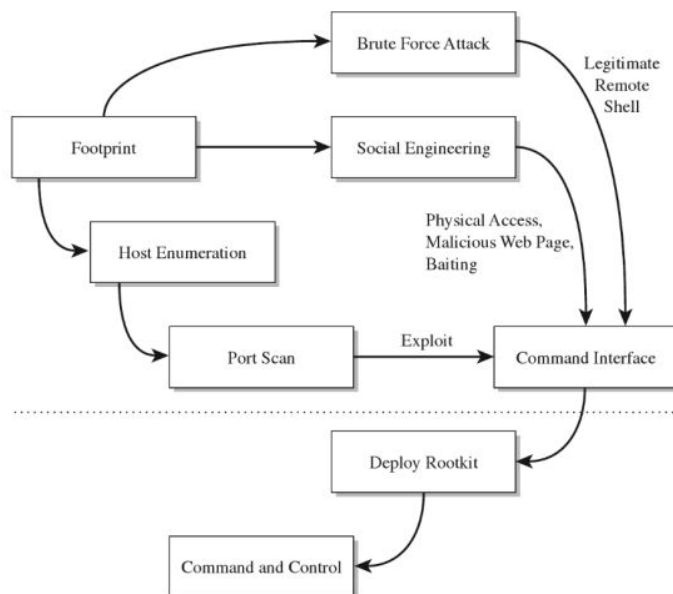 Brute Force Attack
Legitimate
Remote
Shell
Footprint
Social Engineering
Physical Access,
Malicious Web Page,
Baiting
Host Enumeration
Port Scan
Exploit
Command Interface
Deploy Rootkit
Command and Control